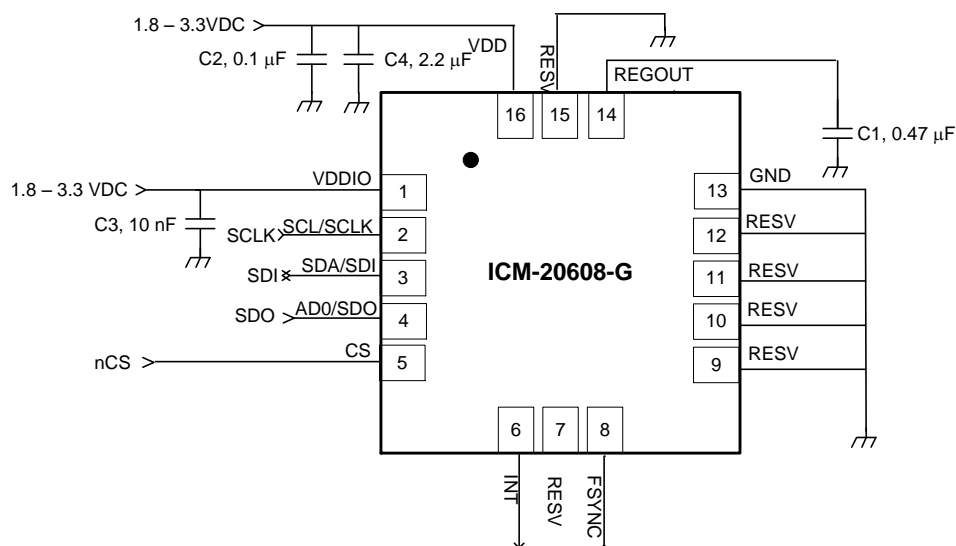 1.8 – 3.3VDC
C2, 0.1 μF
C4, 2.2 μF
VDD
RESV
REGOUT
C1, 0.47 μF
16
15
14
1.8 – 3.3 VDC
C3, 10 nF
VDDIO
1
SCLK
SCL/SCLK
2
SDI
SDA/SDI
3
SDO
AD0/SDO
4
nCS
CS
5
ICM-20608-G
13
GND
12
RESV
11
RESV
10
RESV
9
RESV
6
7
8
INT
RESV
FSYNC